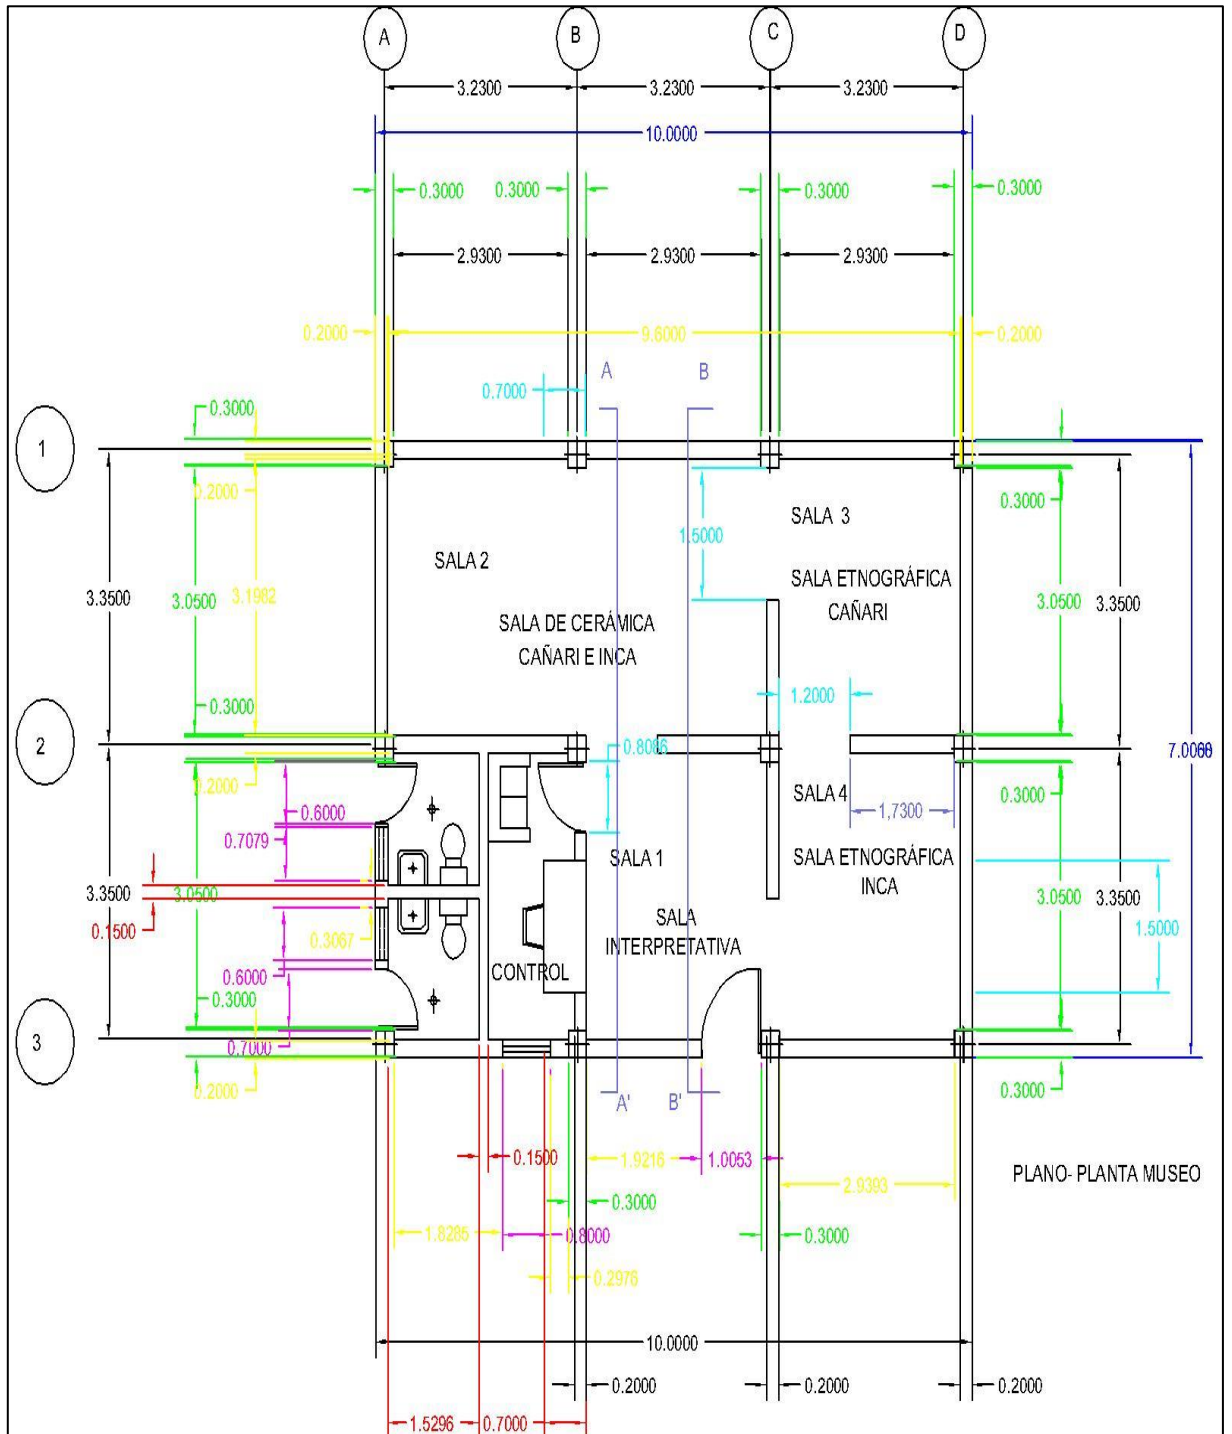 A B C D
3.2300 3.2300 3.2300
10.0000
0.3000 0.3000 0.3000 0.3000
2.9300 2.9300 2.9300
0.2000 9.6000 0.2000
A B
0.7000
0.3000
1
0.2000
0.3000
1.5000
SALA 3
SALA 2
SALA ETNOGRÁFICA
CAÑARI
3.3500 3.0500 3.1982
3.0500 3.3500
SALA DE CERÁMICA
CAÑARI E INCA
1.2000
0.3000
2
0.8086
7.0000
0.2000
0.3000
0.6000
SALA 4
1,7300
0.7079
SALA 1
SALA ETNOGRÁFICA
INCA
3.3500 3.0500
3.0500 3.3500
0.1500
0.3067
SALA
INTERPRETATIVA
1.5000
0.6000
CONTROL
0.3000
3
0.7000
0.2000
0.3000
A' B'
0.1500 1.9216 1.0053
PLANO- PLANTA MUSEO
2.9393
0.3000
1.8285 0.8000 0.3000
0.2976
10.0000
0.2000 0.2000 0.2000
1.5296 0.7000